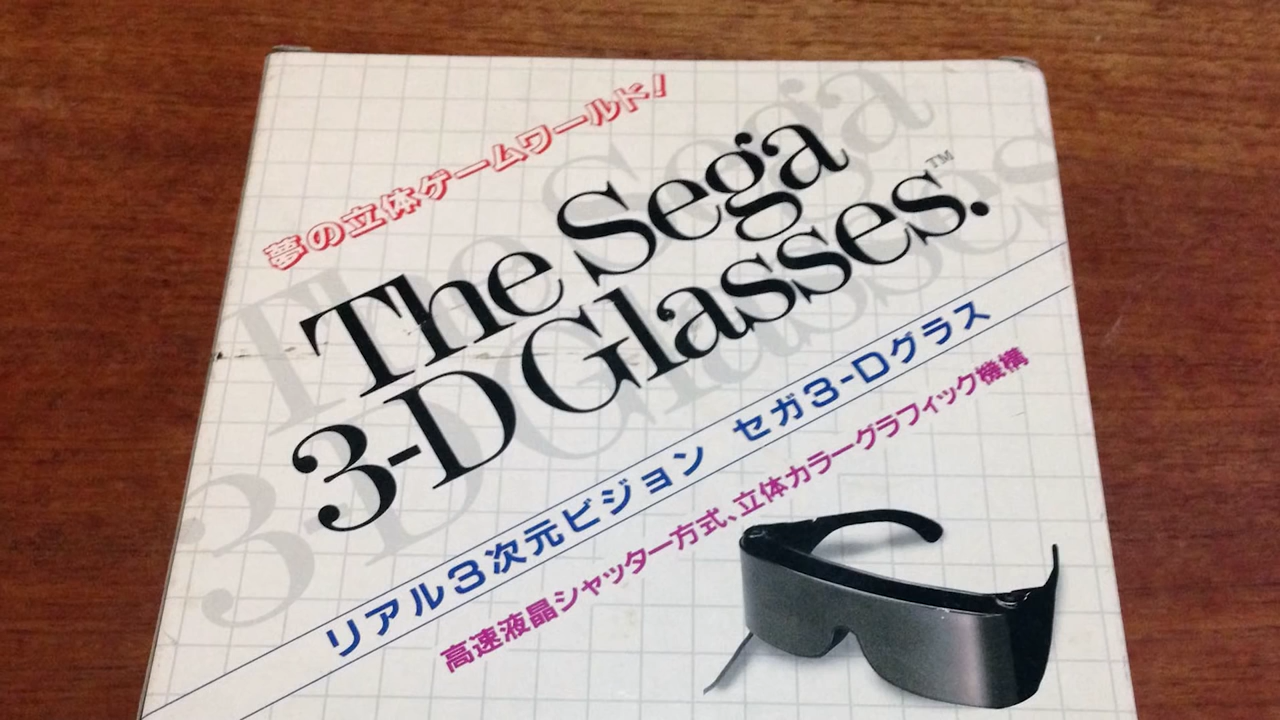 夢の立体ゲームワールド!
The Sega
3-D Glasses.™
リアル3次元ビジョン セガ3-Dグラス
高速液晶シャッター方式、立体カラーグラフィック機構